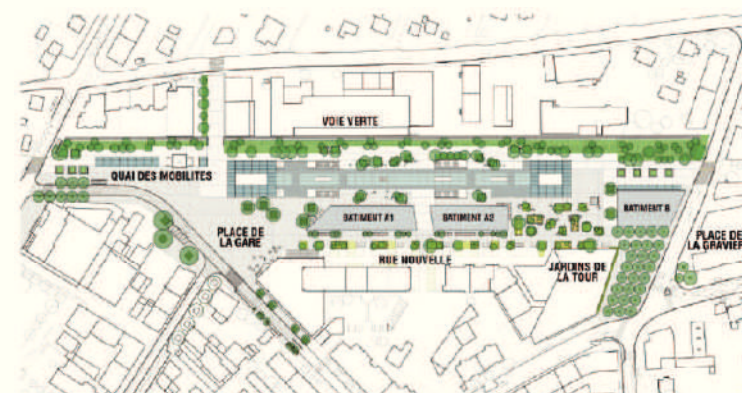 VOIE VERTE
QUAI DES MOBILITES
BATIMENT A1
BATIMENT A2
BATIMENT B
PLACE DE
LA GARE
PLACE DE
LA GRAVIER
RUE NOUVELLE
JARDINS DE
LA TOUR